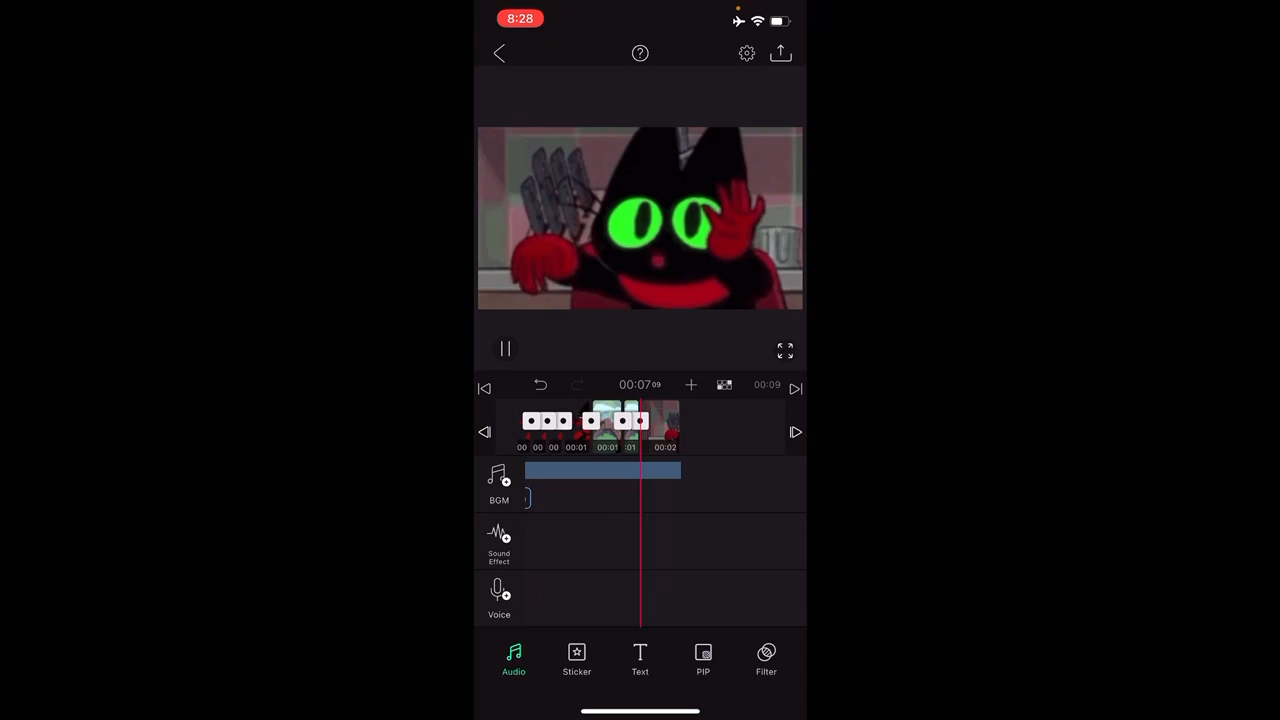 8:28
00:07 09
00:09
00 00 00 00:01 00:01 :01 00:02
BGM
Sound
Effect
Voice
Audio Sticker Text PIP Filter